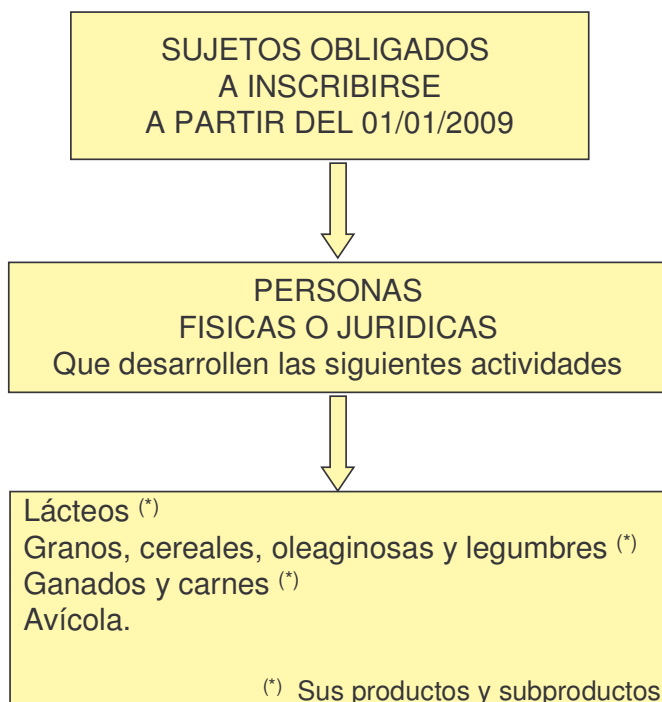 SUJETOS OBLIGADOS
A INSCRIBIRSE
A PARTIR DEL 01/01/2009
PERSONAS
FISICAS O JURIDICAS
Que desarrollen las siguientes actividades
Lácteos (*)
Granos, cereales, oleaginosas y legumbres (*)
Ganados y carnes (*)
Avícola.
(*) Sus productos y subproductos